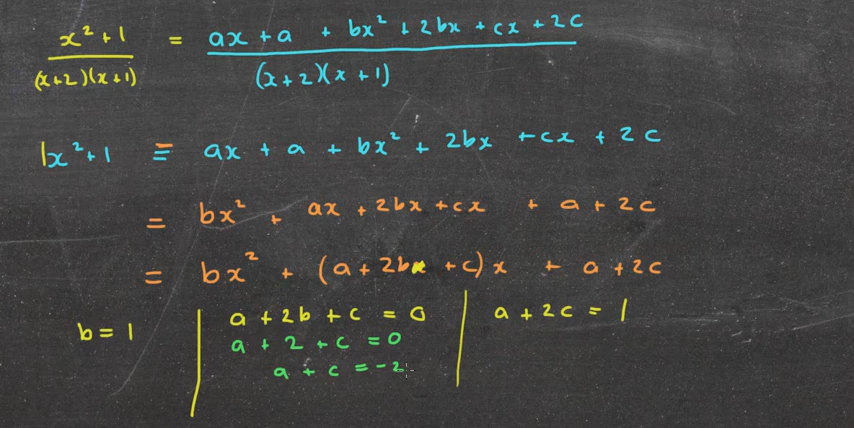 x² + 1 / (x+2)(x+1) = ax + a + bx² + 2bx + cx + 2c / (x+2)(x+1)
1x² + 1 ≡ ax + a + bx² + 2bx + cx + 2c
= bx² + ax + 2bx + cx + a + 2c
= bx² + (a + 2b + c)x + a + 2c
b = 1 | a + 2b + c = 0 | a + 2c = 1
a + 2 + c = 0
a + c = -2